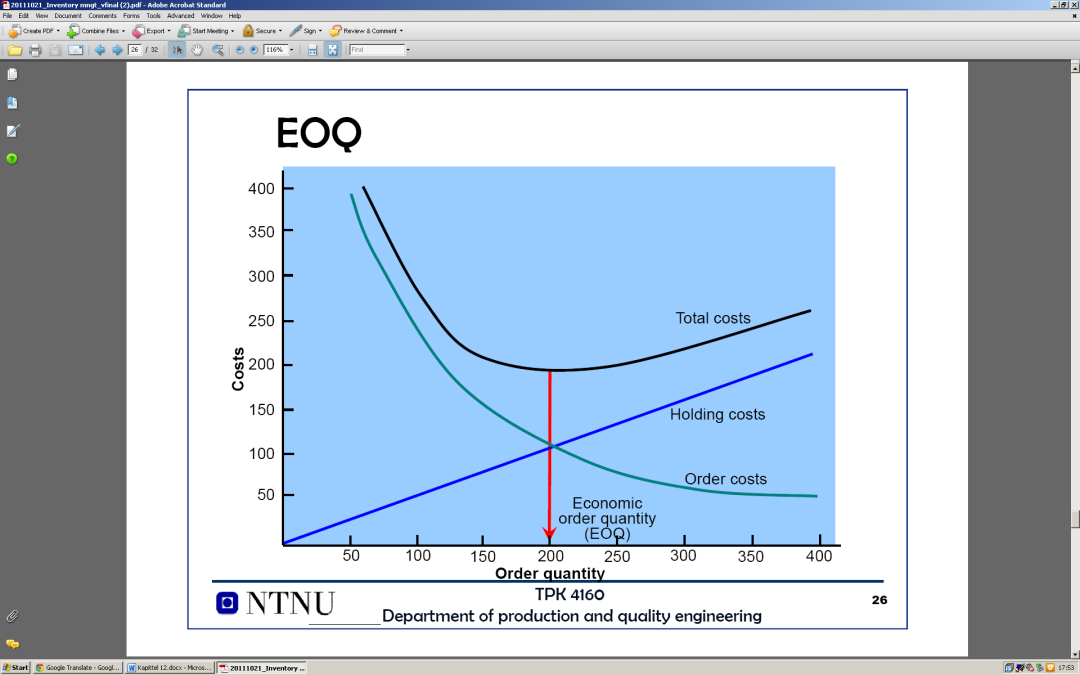 20111021_Inventory mngt_vfinal (2).pdf - Adobe Acrobat Standard
File Edit View Document Comments Forms Tools Advanced Window Help
Create PDF Combine Files Export Start Meeting Secure Sign Review & Comment
26 / 32 116% Find
EOQ
400
350
300
250
200
150
100
50
Costs
Total costs
Holding costs
Order costs
Economic
order quantity
(EOQ)
50 100 150 200 250 300 350 400
Order quantity
NTNU
TPK 4160
Department of production and quality engineering
26
Start Google Translate - Googl... Kapittel 12.docx - Micros... 20111021_Inventory ... 17:53